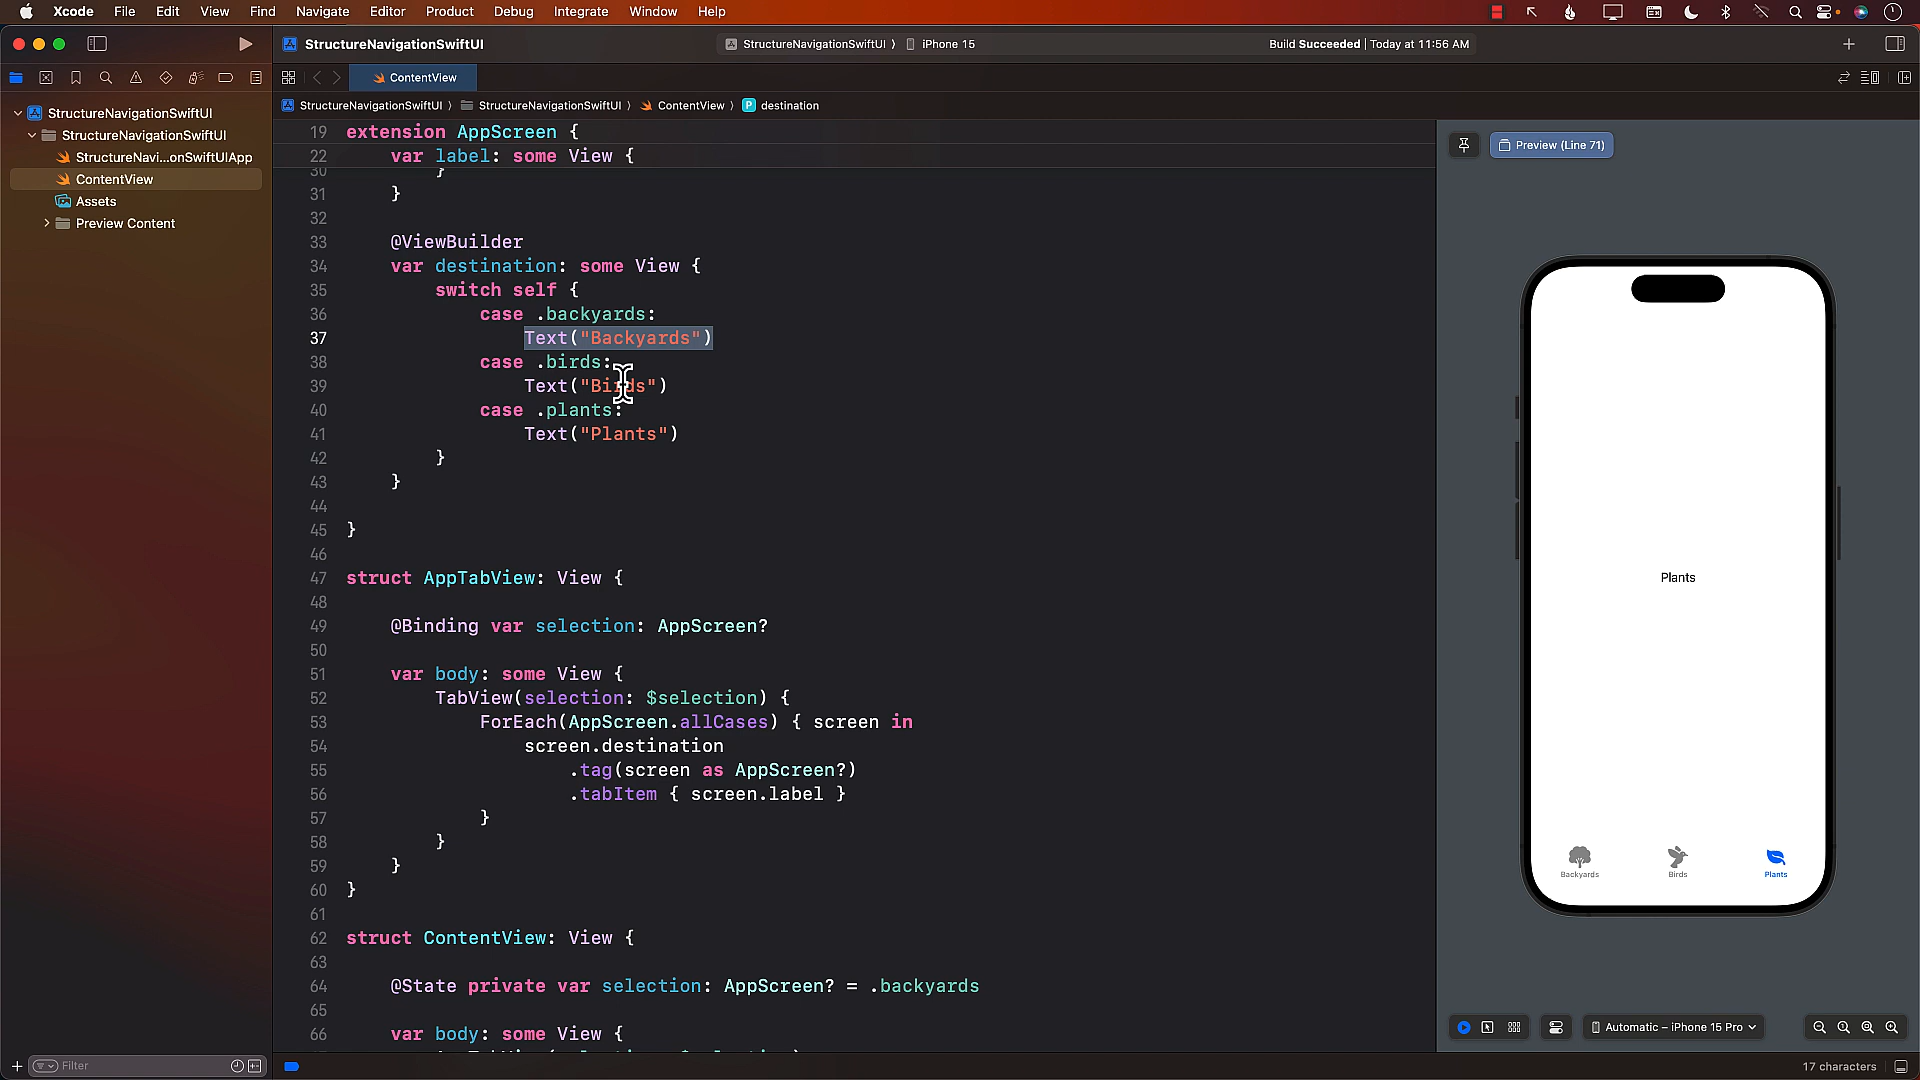 Xcode File Edit View Find Navigate Editor Product Debug Integrate Window Help
StructureNavigationSwiftUI
StructureNavigationSwiftUI ⟩ iPhone 15
Build Succeeded | Today at 11:56 AM
ContentView
StructureNavigationSwiftUI ⟩ StructureNavigationSwiftUI ⟩ ContentView ⟩ P destination
StructureNavigationSwiftUI
StructureNavigationSwiftUI
StructureNavi...onSwiftUIApp
ContentView
Assets
Preview Content
19 extension AppScreen {
22 var label: some View {
30 }
31 }
32
33 @ViewBuilder
34 var destination: some View {
35 switch self {
36 case .backyards:
37 Text("Backyards")
38 case .birds:
39 Text("Birds")
40 case .plants:
41 Text("Plants")
42 }
43 }
44
45 }
46
47 struct AppTabView: View {
48
49 @Binding var selection: AppScreen?
50
51 var body: some View {
52 TabView(selection: $selection) {
53 ForEach(AppScreen.allCases) { screen in
54 screen.destination
55 .tag(screen as AppScreen?)
56 .tabItem { screen.label }
57 }
58 }
59 }
60 }
61
62 struct ContentView: View {
63
64 @State private var selection: AppScreen? = .backyards
65
66 var body: some View {
Preview (Line 71)
Plants
Backyards
Birds
Plants
Automatic – iPhone 15 Pro
Filter
17 characters